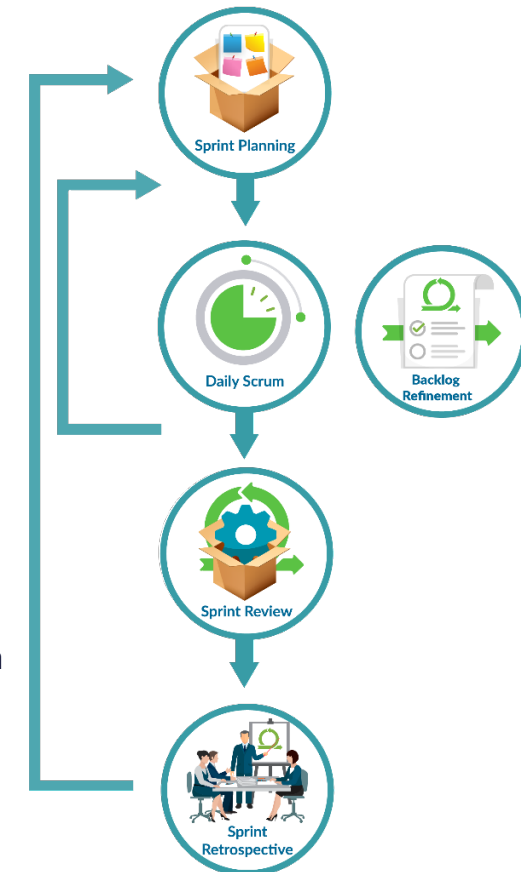 Sprint Planning
Daily Scrum
Backlog
Refinement
Sprint Review
Sprint
Retrospective